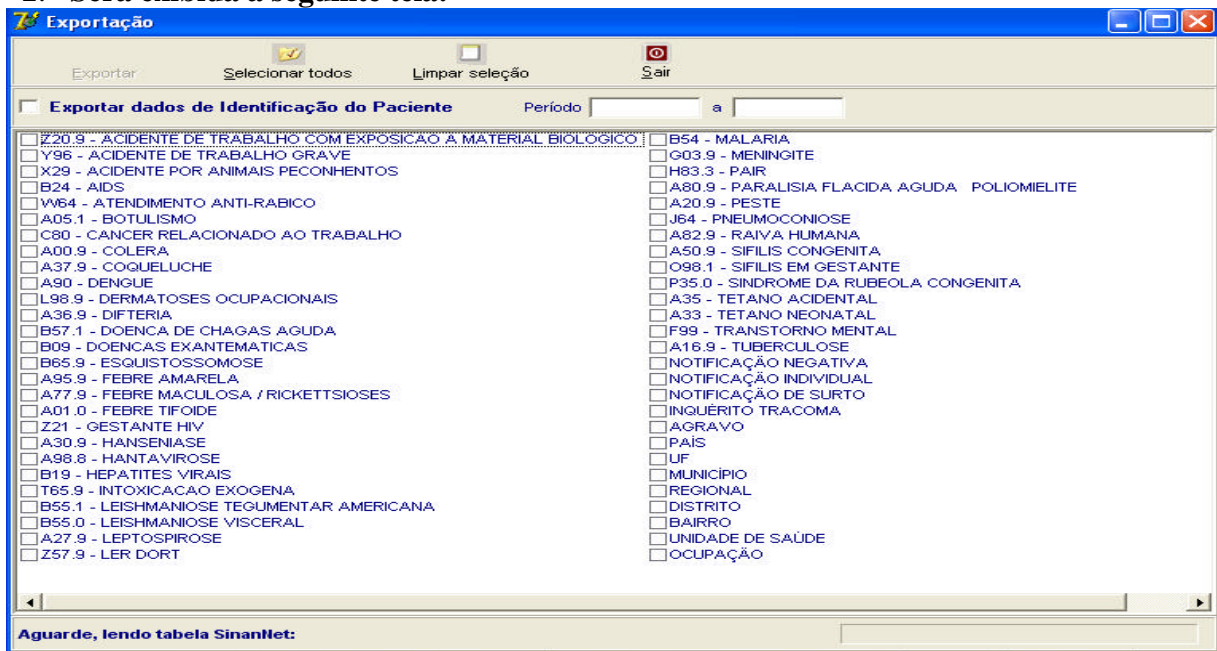 2. Será exibida a seguinte tela:
Exportação
Exportar Selecionar todos Limpar seleção Sair
Exportar dados de Identificação do Paciente Período a
Z20.9 - ACIDENTE DE TRABALHO COM EXPOSICAO A MATERIAL BIOLOGICO
Y96 - ACIDENTE DE TRABALHO GRAVE
X29 - ACIDENTE POR ANIMAIS PECONHENTOS
B24 - AIDS
W64 - ATENDIMENTO ANTI-RABICO
A05.1 - BOTULISMO
C80 - CANCER RELACIONADO AO TRABALHO
A00.9 - COLERA
A37.9 - COQUELUCHE
A90 - DENGUE
L98.9 - DERMATOSES OCUPACIONAIS
A36.9 - DIFTERIA
B57.1 - DOENCA DE CHAGAS AGUDA
B09 - DOENCAS EXANTEMATICAS
B65.9 - ESQUISTOSSOMOSE
A95.9 - FEBRE AMARELA
A77.9 - FEBRE MACULOSA / RICKETTSIOSES
A01.0 - FEBRE TIFOIDE
Z21 - GESTANTE HIV
A30.9 - HANSENIASE
A98.8 - HANTAVIROSE
B19 - HEPATITES VIRAIS
T65.9 - INTOXICACAO EXOGENA
B55.1 - LEISHMANIOSE TEGUMENTAR AMERICANA
B55.0 - LEISHMANIOSE VISCERAL
A27.9 - LEPTOSPIROSE
Z57.9 - LER DORT
B54 - MALARIA
G03.9 - MENINGITE
H83.3 - PAIR
A80.9 - PARALISIA FLACIDA AGUDA POLIOMIELITE
A20.9 - PESTE
J64 - PNEUMOCONIOSE
A82.9 - RAIVA HUMANA
A50.9 - SIFILIS CONGENITA
O98.1 - SIFILIS EM GESTANTE
P35.0 - SINDROME DA RUBEOLA CONGENITA
A35 - TETANO ACIDENTAL
A33 - TETANO NEONATAL
F99 - TRANSTORNO MENTAL
A16.9 - TUBERCULOSE
NOTIFICAÇÃO NEGATIVA
NOTIFICAÇÃO INDIVIDUAL
NOTIFICAÇÃO DE SURTO
INQUÉRITO TRACOMA
AGRAVO
PAÍS
UF
MUNICÍPIO
REGIONAL
DISTRITO
BAIRRO
UNIDADE DE SAÚDE
OCUPAÇÃO
Aguarde, lendo tabela SinanNet: